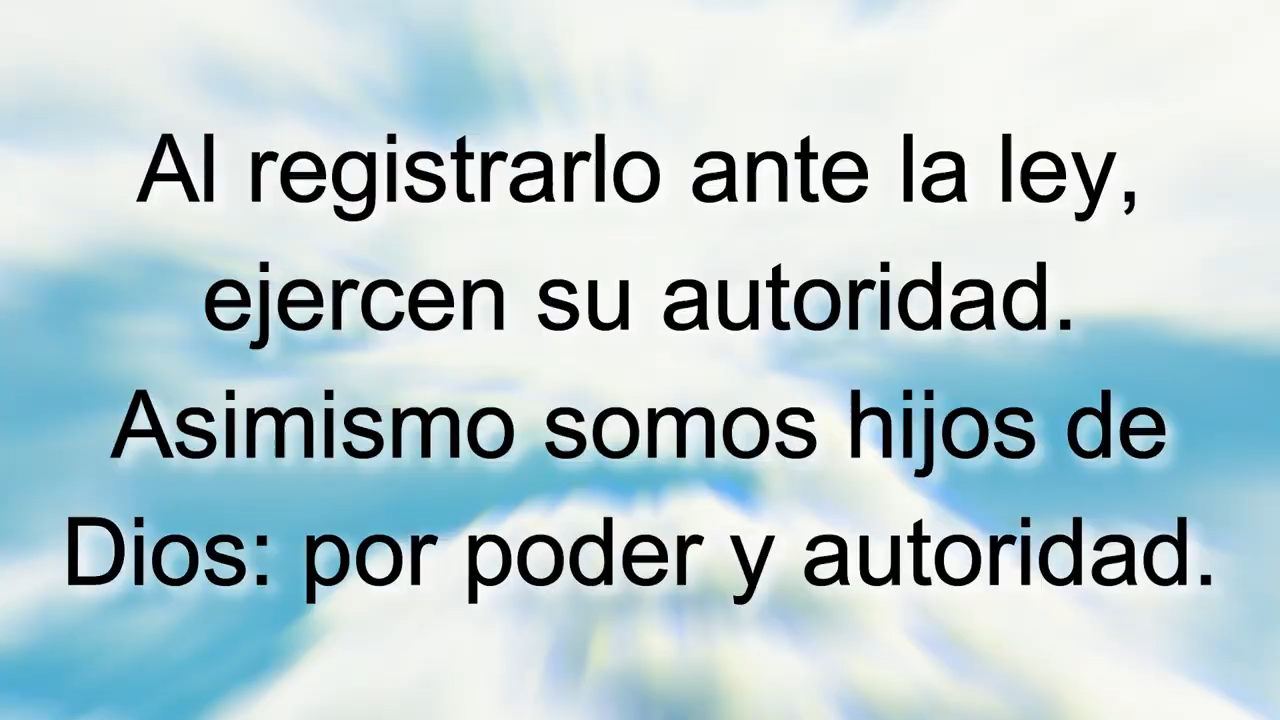 Al registrarlo ante la ley,
ejercen su autoridad.
Asimismo somos hijos de
Dios: por poder y autoridad.